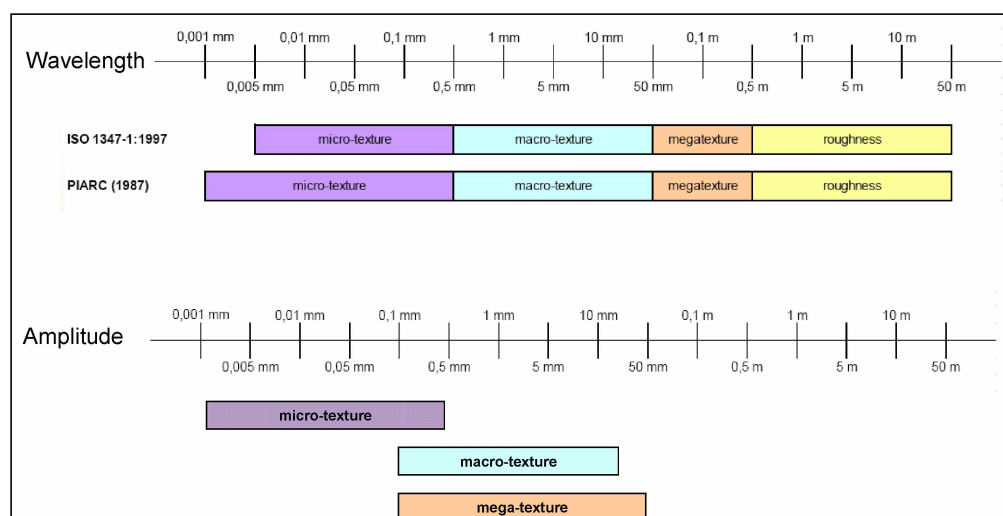 0,001 mm 0,01 mm 0,1 mm 1 mm 10 mm 0,1 m 1 m 10 m
Wavelength
0,005 mm 0,05 mm 0,5 mm 5 mm 50 mm 0,5 m 5 m 50 m
ISO 1347-1:1997 micro-texture macro-texture megatexture roughness
PIARC (1987) micro-texture macro-texture megatexture roughness
0,001 mm 0,01 mm 0,1 mm 1 mm 10 mm 0,1 m 1 m 10 m
Amplitude
0,005 mm 0,05 mm 0,5 mm 5 mm 50 mm 0,5 m 5 m 50 m
micro-texture
macro-texture
mega-texture